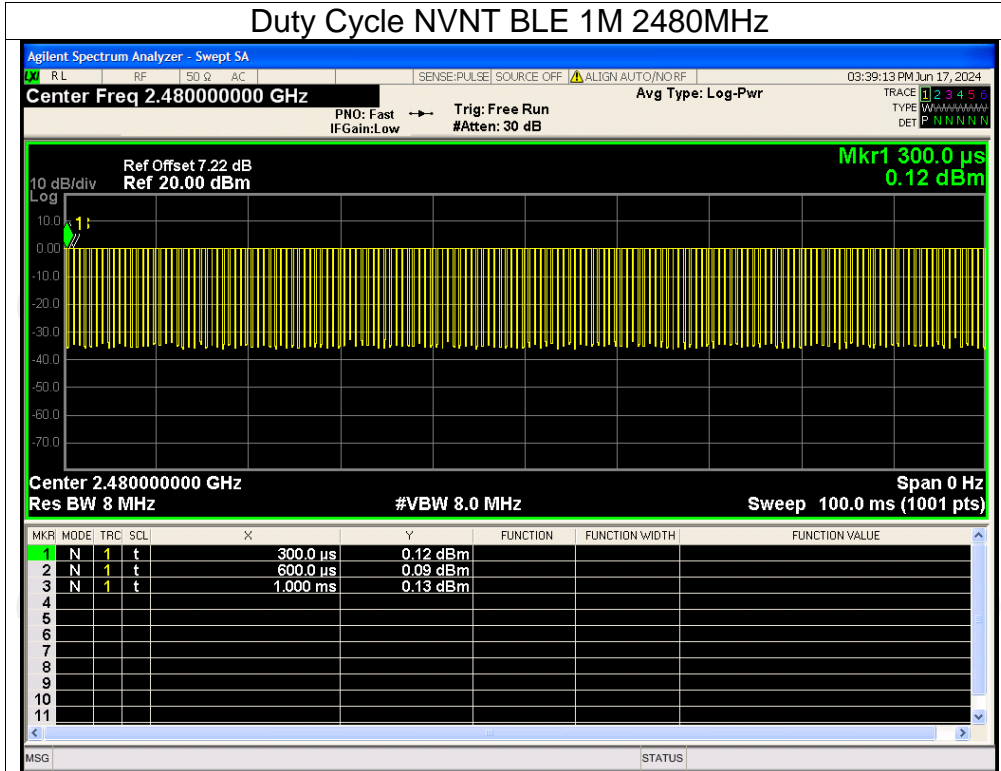 Duty Cycle NVNT BLE 1M 2480MHz
Agilent Spectrum Analyzer - Swept SA
LXI RL RF 50 Ω AC SENSE:PULSE SOURCE OFF ALIGN AUTO/NO RF 03:39:13 PM Jun 17, 2024
Center Freq 2.480000000 GHz
PNO: Fast
IFGain:Low
Trig: Free Run
#Atten: 30 dB
Avg Type: Log-Pwr
TRACE 1 2 3 4 5 6
TYPE WWWWWW
DET P N N N N N
Mkr1 300.0 µs
0.12 dBm
Ref Offset 7.22 dB
10 dB/div Ref 20.00 dBm
Log
10.0
1
0.00
-10.0
-20.0
-30.0
-40.0
-50.0
-60.0
-70.0
Center 2.480000000 GHz Span 0 Hz
Res BW 8 MHz #VBW 8.0 MHz Sweep 100.0 ms (1001 pts)
MKR MODE TRC SCL X Y FUNCTION FUNCTION WIDTH FUNCTION VALUE
1 N 1 t 300.0 µs 0.12 dBm
2 N 1 t 600.0 µs 0.09 dBm
3 N 1 t 1.000 ms 0.13 dBm
4
5
6
7
8
9
10
11
MSG STATUS